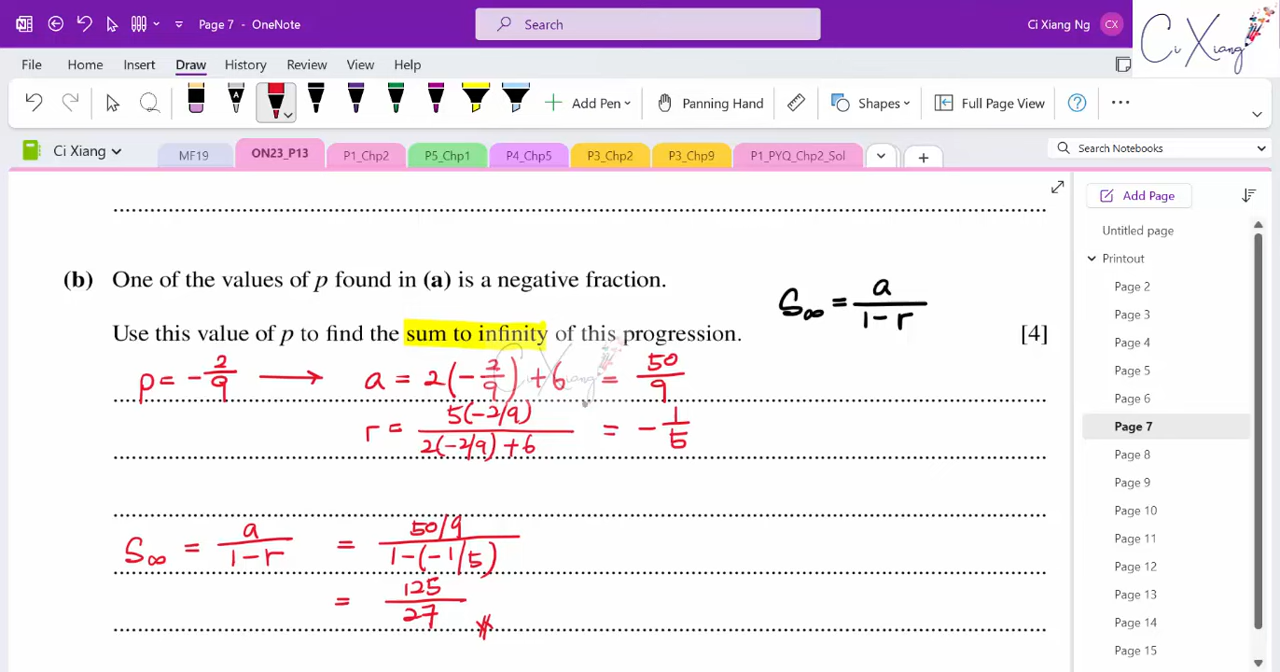 Page 7 - OneNote
Search
Ci Xiang Ng
CX
Ci Xiang
File Home Insert Draw History Review View Help
A
Add Pen
Panning Hand
Shapes
Full Page View
Ci Xiang
MF19
ON23_P13
P1_Chp2
P5_Chp1
P4_Chp5
P3_Chp2
P3_Chp9
P1_PYQ_Chp2_Sol
Search Notebooks
Add Page
Untitled page
Printout
Page 2
Page 3
Page 4
Page 5
Page 6
Page 7
Page 8
Page 9
Page 10
Page 11
Page 12
Page 13
Page 14
Page 15
(b) One of the values of p found in (a) is a negative fraction.
S∞ = a/(1-r)
Use this value of p to find the sum to infinity of this progression. [4]
Ci Xiang
p = -2/9 → a = 2(-2/9) + 6 = 50/9
r = 5(-2/9)/(2(-2/9)+6) = -1/5
S∞ = a/(1-r) = (50/9)/(1-(-1/5))
= 125/27